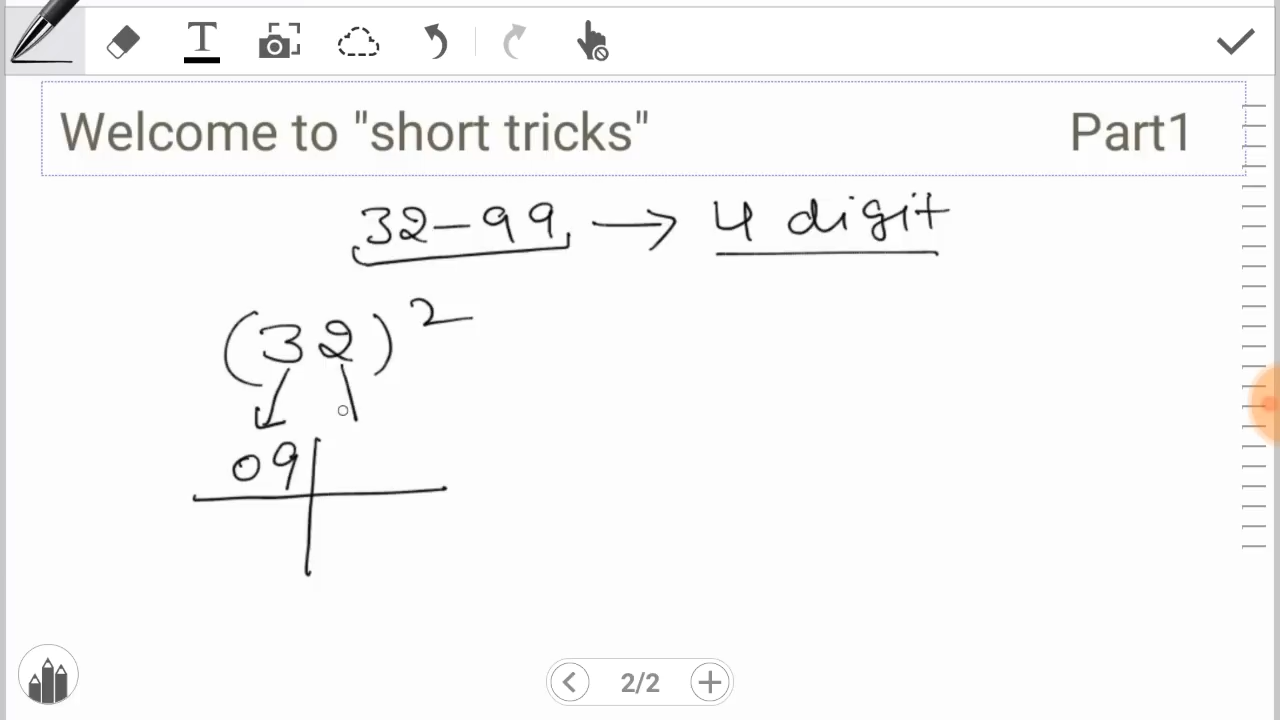 T
Welcome to "short tricks" Part1
32-99 → 4 digit
(32)²
09
2/2